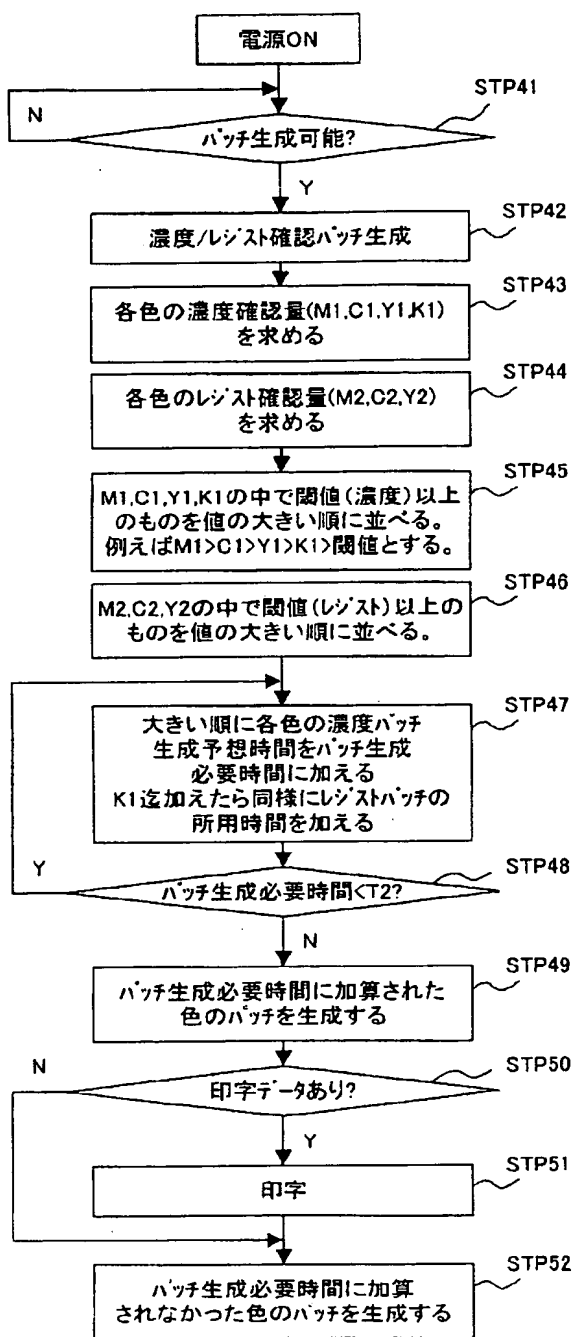 電源ON
STP41
N
パッチ生成可能?
Y
STP42
濃度/レジスト確認パッチ生成
STP43
各色の濃度確認量(M1,C1,Y1,K1)
を求める
STP44
各色のレジスト確認量(M2,C2,Y2)
を求める
STP45
M1,C1,Y1,K1の中で閾値(濃度)以上
のものを値の大きい順に並べる。
例えばM1>C1>Y1>K1>閾値とする。
STP46
M2,C2,Y2の中で閾値(レジスト)以上の
ものを値の大きい順に並べる。
STP47
大きい順に各色の濃度パッチ
生成予想時間をパッチ生成
必要時間に加える
K1迄加えたら同様にレジストパッチの
所用時間を加える
STP48
Y
パッチ生成必要時間<T2?
N
STP49
パッチ生成必要時間に加算された
色のパッチを生成する
STP50
N
印字データあり?
Y
STP51
印字
STP52
パッチ生成必要時間に加算
されなかった色のパッチを生成する